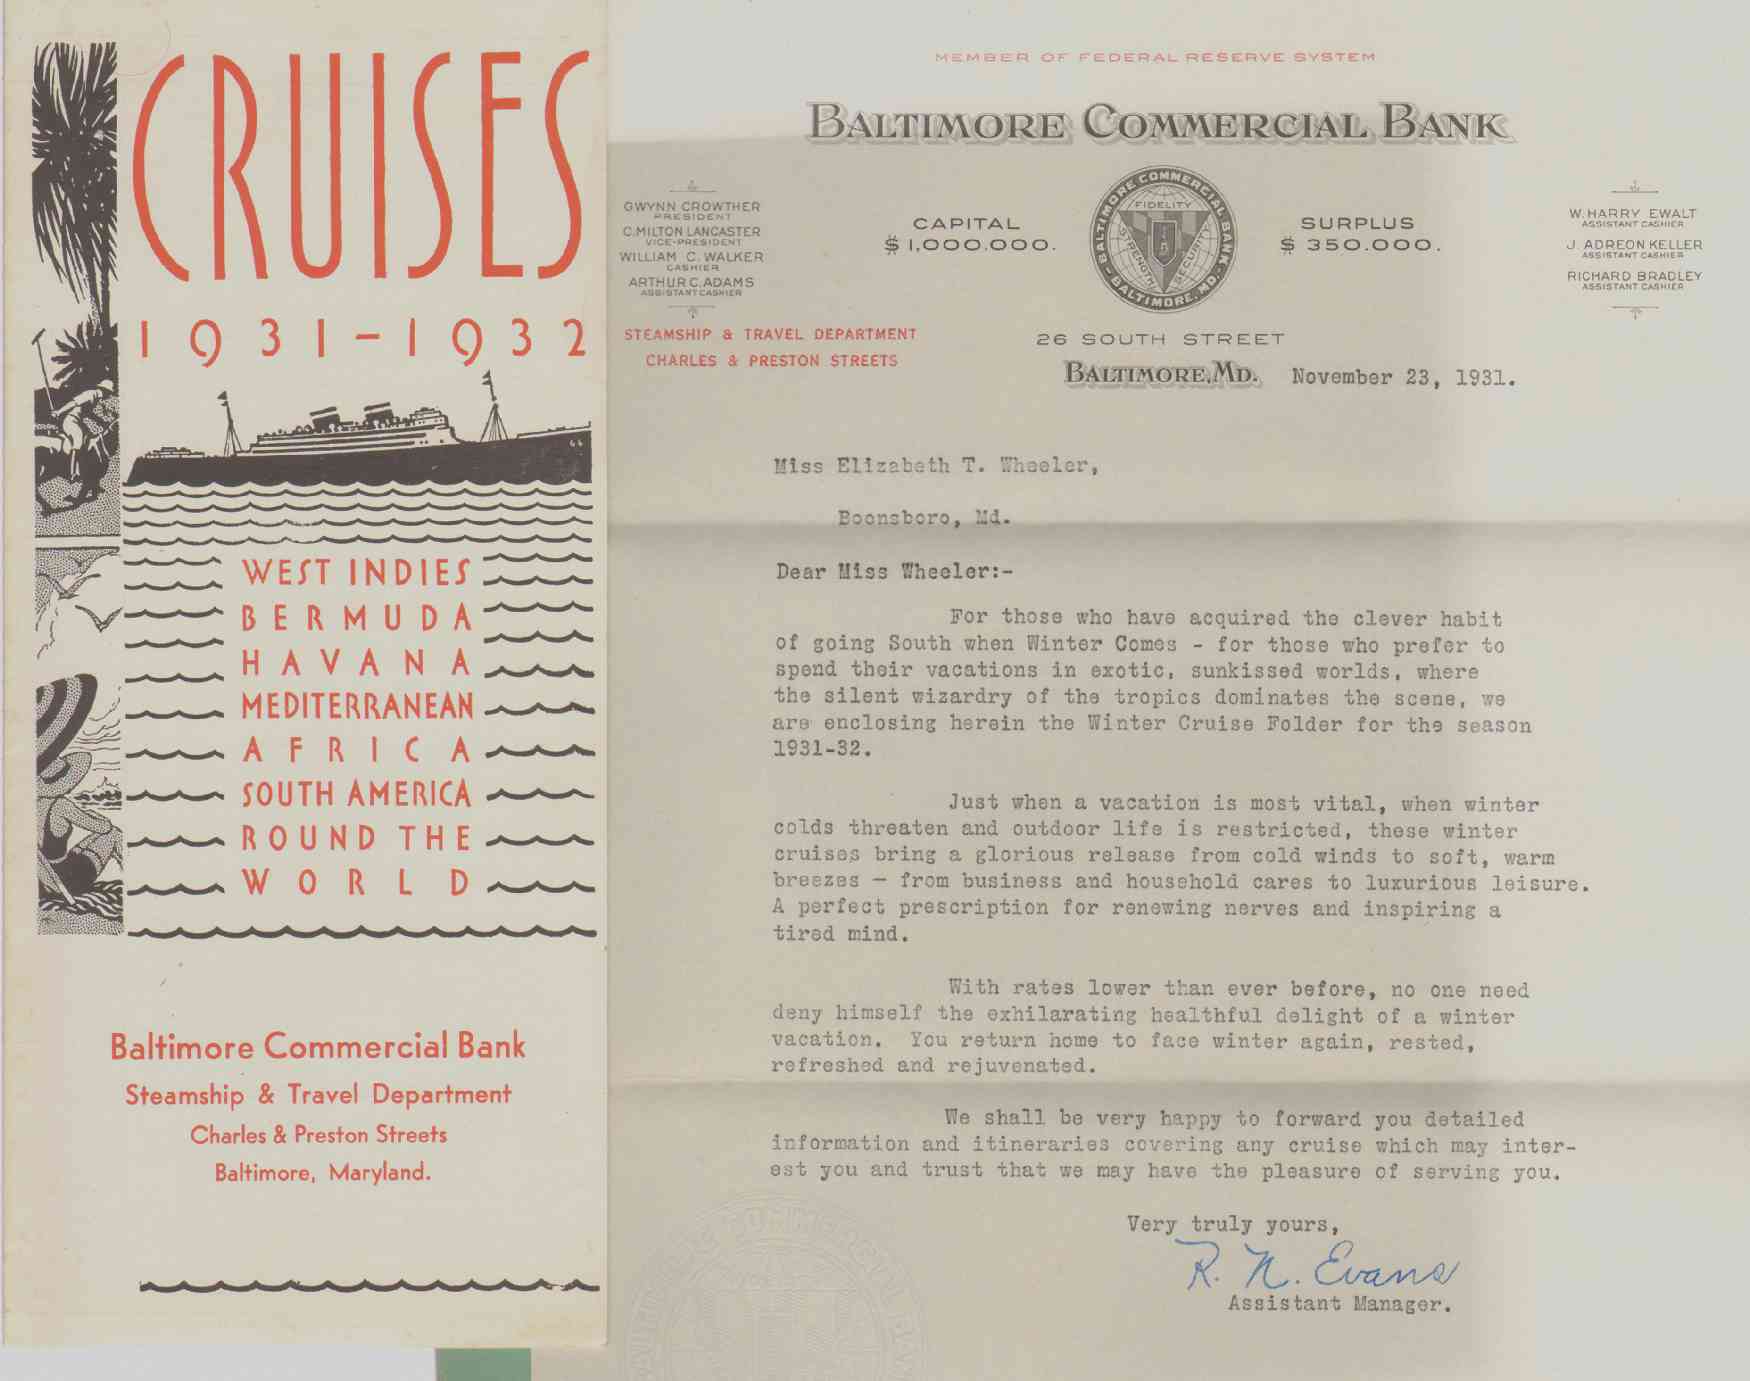 CRUISES
1931-1932
WEST INDIES
BERMUDA
HAVANA
MEDITERRANEAN
AFRICA
SOUTH AMERICA
ROUND THE
WORLD
Baltimore Commercial Bank
Steamship & Travel Department
Charles & Preston Streets
Baltimore, Maryland.
MEMBER OF FEDERAL RESERVE SYSTEM
BALTIMORE COMMERCIAL BANK
GWYNN CROWTHER
PRESIDENT
C. MILTON LANCASTER
VICE-PRESIDENT
WILLIAM C. WALKER
CASHIER
ARTHUR C. ADAMS
ASSISTANT CASHIER
STEAMSHIP & TRAVEL DEPARTMENT
CHARLES & PRESTON STREETS
CAPITAL
$1,000.000.
BALTIMORE COMMERCIAL BANK.
BALTIMORE, MD.
FIDELITY
STRENGTH
SECURITY
SURPLUS
$ 350.000.
W. HARRY EWALT
ASSISTANT CASHIER
J. ADREON KELLER
ASSISTANT CASHIER
RICHARD BRADLEY
ASSISTANT CASHIER
26 SOUTH STREET
BALTIMORE, MD. November 23, 1931.
Miss Elizabeth T. Wheeler,
Boonsboro, Md.
Dear Miss Wheeler:-
For those who have acquired the clever habit
of going South when Winter Comes - for those who prefer to
spend their vacations in exotic, sunkissed worlds, where
the silent wizardry of the tropics dominates the scene, we
are enclosing herein the Winter Cruise Folder for the season
1931-32.
Just when a vacation is most vital, when winter
colds threaten and outdoor life is restricted, these winter
cruises bring a glorious release from cold winds to soft, warm
breezes - from business and household cares to luxurious leisure.
A perfect prescription for renewing nerves and inspiring a
tired mind.
With rates lower than ever before, no one need
deny himself the exhilarating healthful delight of a winter
vacation. You return home to face winter again, rested,
refreshed and rejuvenated.
We shall be very happy to forward you detailed
information and itineraries covering any cruise which may inter-
est you and trust that we may have the pleasure of serving you.
Very truly yours,
R. N. Evans
Assistant Manager.